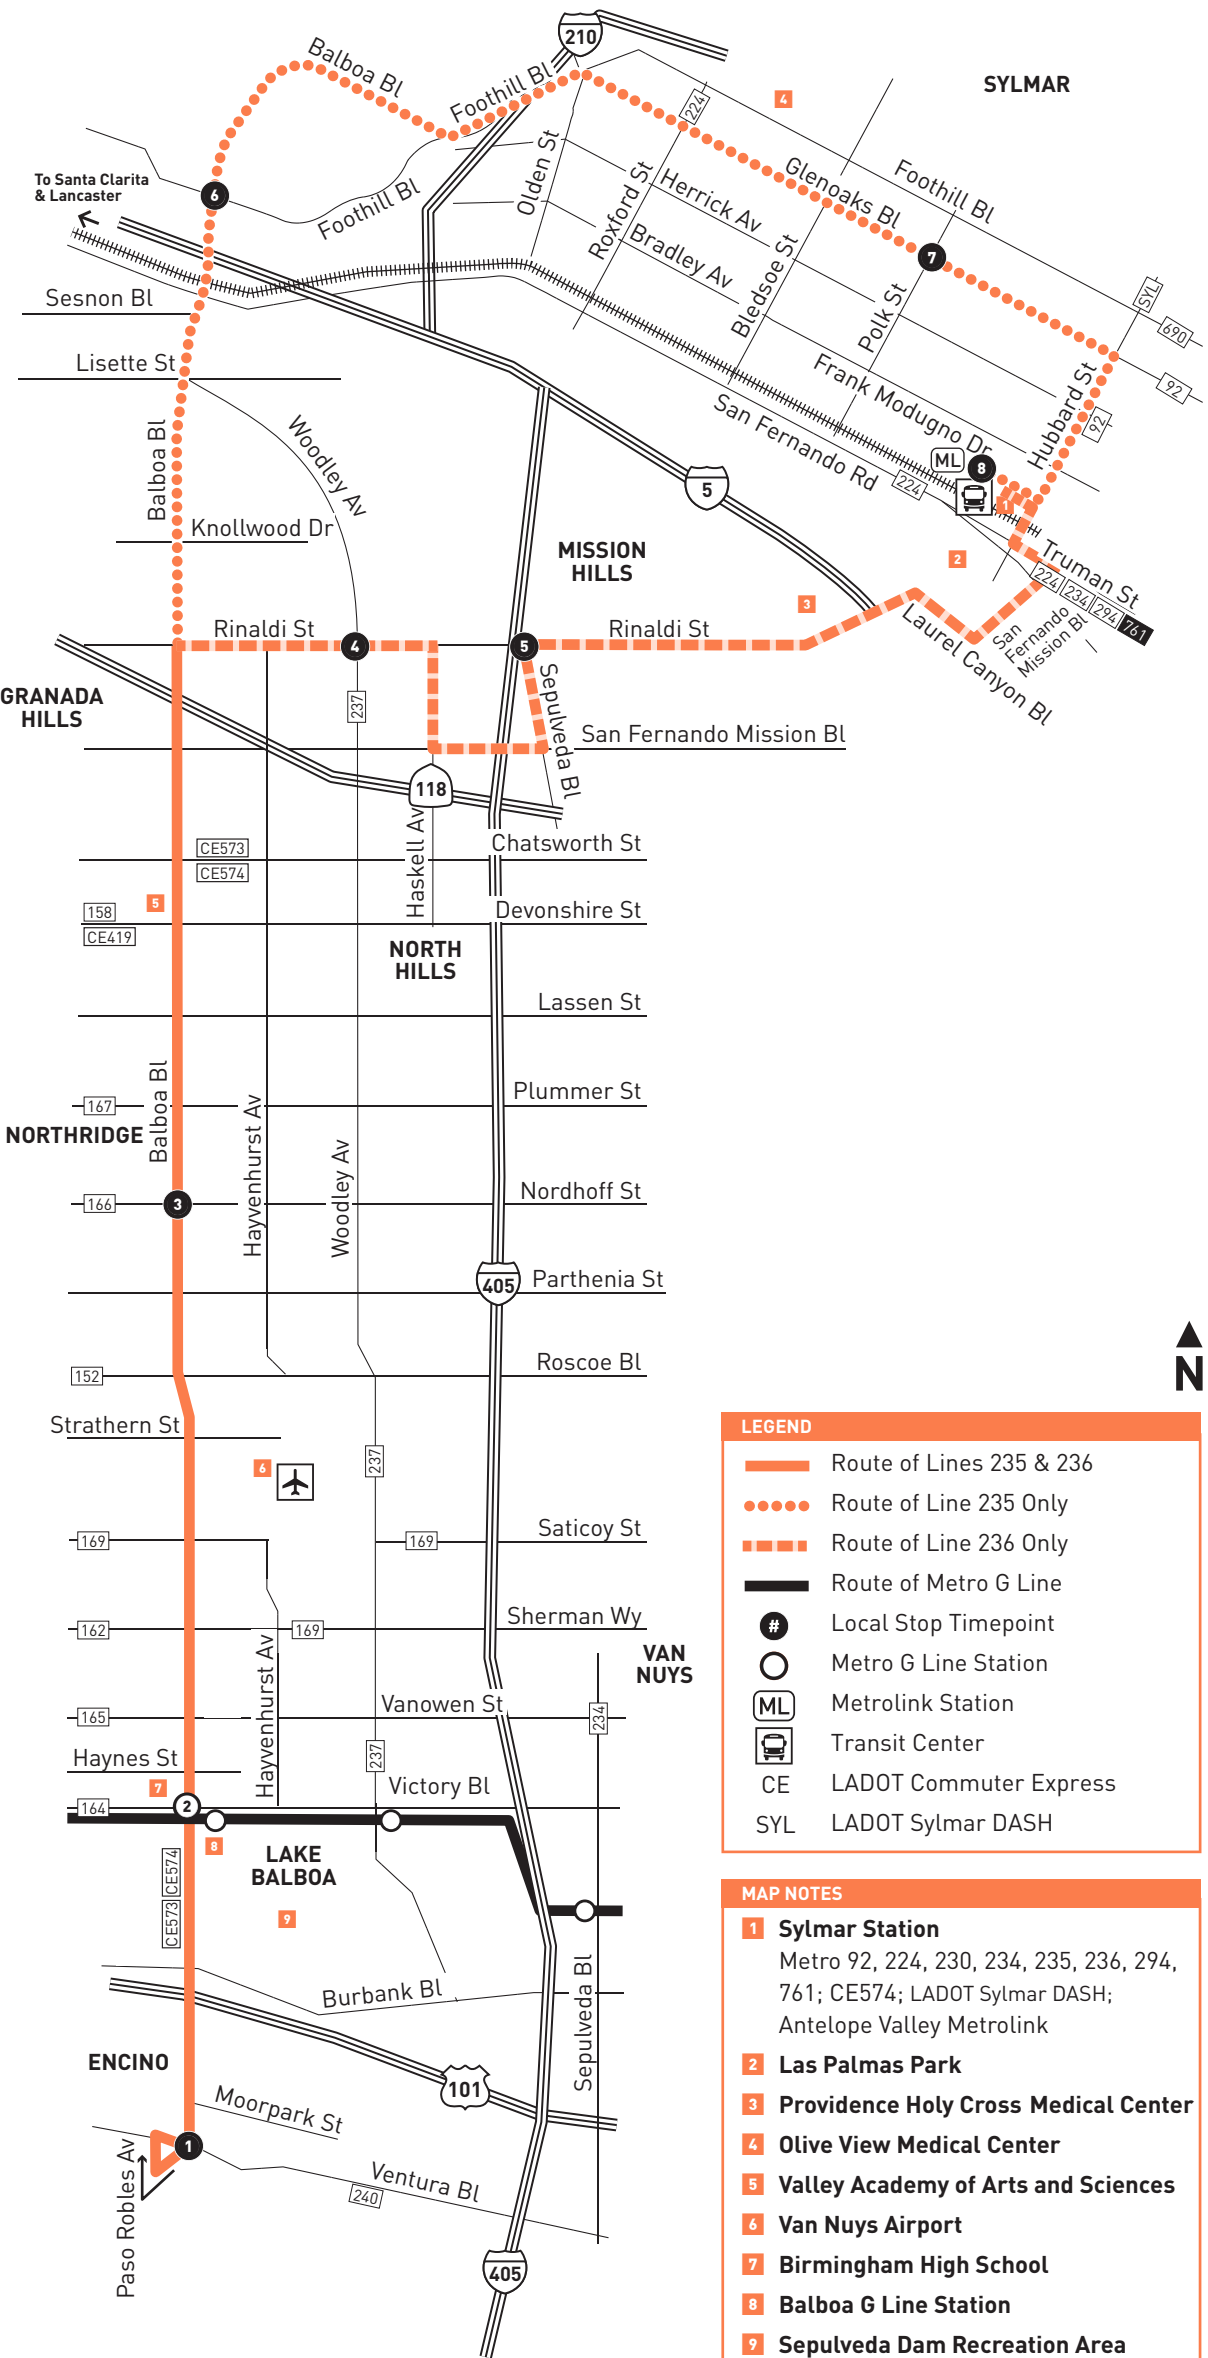 210
SYLMAR
Balboa Bl
Foothill Bl
224
4
To Santa Clarita
& Lancaster
6
Foothill Bl
Olden St
Roxford St
Herrick Av
Bradley Av
Glenoaks Bl
Foothill Bl
7
Bledsoe St
Polk St
SYL
690
92
Sesnon Bl
Lisette St
Woodley Av
Balboa Bl
Knollwood Dr
Frank Modugno Dr
San Fernando Rd
Hubbard St
92
ML
8
224
1
5
MISSION
HILLS
2
3
Truman St
224
234
294
761
San
Fernando
Mission Bl
Laurel Canyon Bl
Rinaldi St
4
5
Rinaldi St
GRANADA
HILLS
237
Sepulveda Bl
San Fernando Mission Bl
118
Haskell Av
CE573
CE574
Chatsworth St
5
158
CE419
Devonshire St
NORTH
HILLS
Lassen St
Balboa Bl
167
Plummer St
NORTHRIDGE
Hayvenhurst Av
Woodley Av
3
166
Nordhoff St
405
Parthenia St
152
Roscoe Bl
Strathern St
6
237
169
169
Saticoy St
162
169
Sherman Wy
VAN
NUYS
Hayvenhurst Av
165
Vanowen St
234
Haynes St
237
7
Victory Bl
164
2
8
LAKE
BALBOA
CE573
CE574
9
Burbank Bl
Sepulveda Bl
ENCINO
101
Moorpark St
1
Paso Robles Av
Ventura Bl
240
405
N
LEGEND
Route of Lines 235 & 236
Route of Line 235 Only
Route of Line 236 Only
Route of Metro G Line
# Local Stop Timepoint
Metro G Line Station
ML Metrolink Station
Transit Center
CE LADOT Commuter Express
SYL LADOT Sylmar DASH
MAP NOTES
1 Sylmar Station
Metro 92, 224, 230, 234, 235, 236, 294,
761; CE574; LADOT Sylmar DASH;
Antelope Valley Metrolink
2 Las Palmas Park
3 Providence Holy Cross Medical Center
4 Olive View Medical Center
5 Valley Academy of Arts and Sciences
6 Van Nuys Airport
7 Birmingham High School
8 Balboa G Line Station
9 Sepulveda Dam Recreation Area